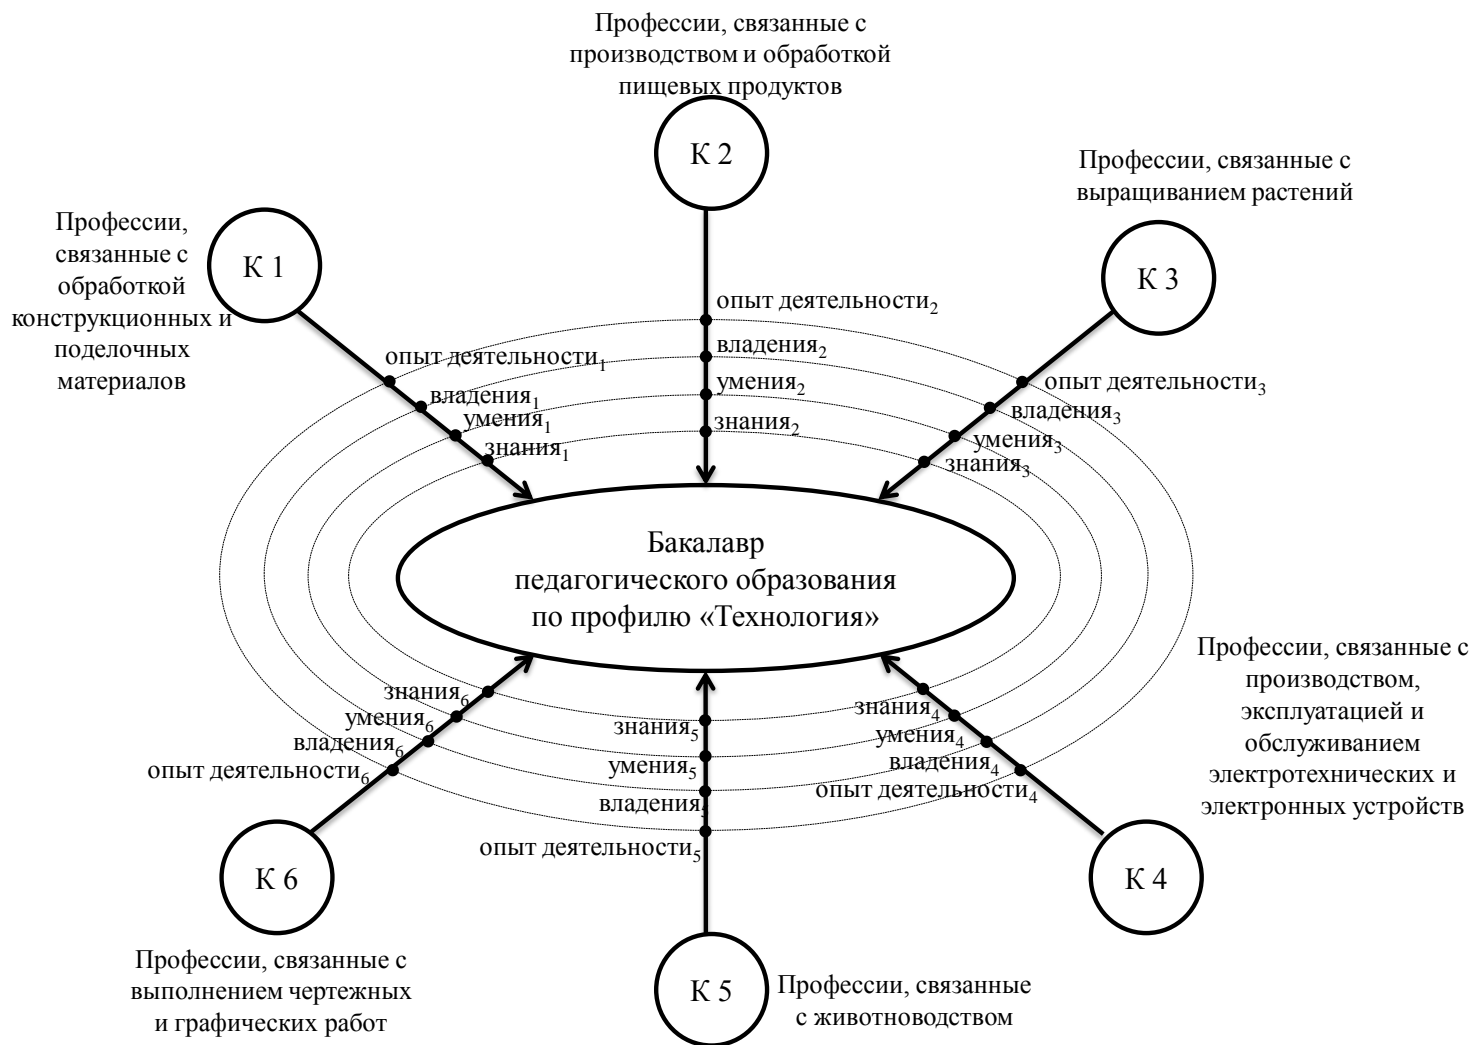 Профессии, связанные с
производством и обработкой
пищевых продуктов
К 2
Профессии, связанные с
выращиванием растений
К 3
Профессии,
связанные с
обработкой
конструкционных и
поделочных
материалов
К 1
опыт деятельности1
владения1
умения1
знания1
опыт деятельности2
владения2
умения2
знания2
опыт деятельности3
владения3
умения3
знания3
Бакалавр
педагогического образования
по профилю «Технология»
знания6
умения6
владения6
опыт деятельности6
знания5
умения5
владения5
опыт деятельности5
знания4
умения4
владения4
опыт деятельности4
Профессии, связанные с
производством,
эксплуатацией и
обслуживанием
электротехнических и
электронных устройств
К 6
Профессии, связанные с
выполнением чертежных
и графических работ
К 5
Профессии, связанные
с животноводством
К 4